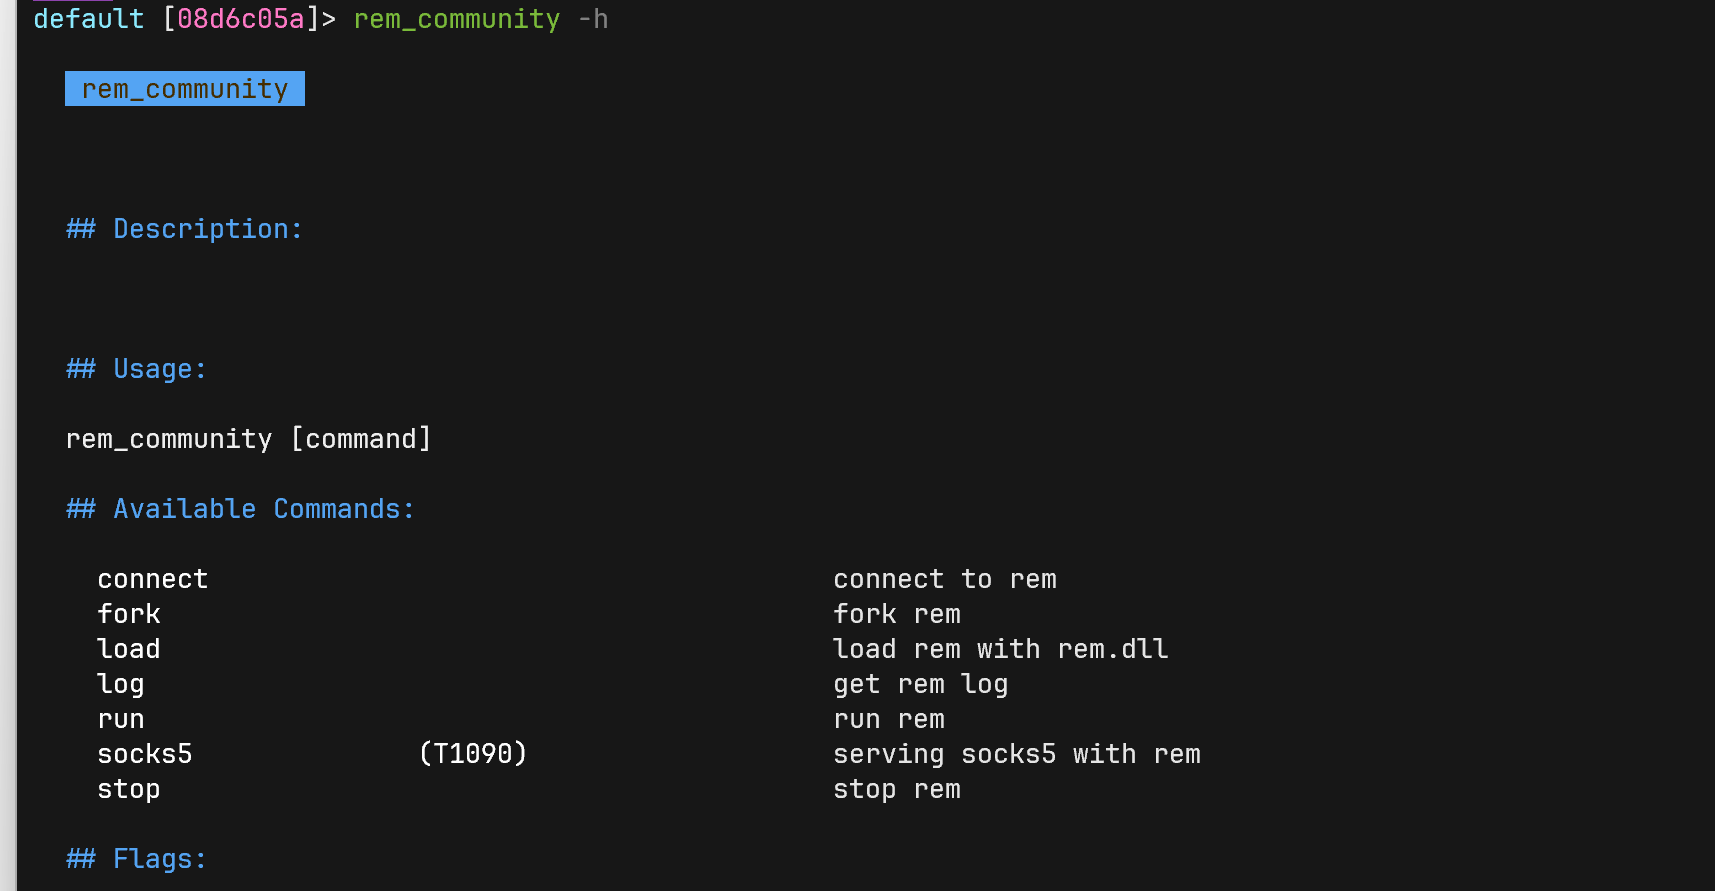 default [08d6c05a]> rem_community -h
rem_community
## Description:
## Usage:
rem_community [command]
## Available Commands:
connect connect to rem
fork fork rem
load load rem with rem.dll
log get rem log
run run rem
socks5 (T1090) serving socks5 with rem
stop stop rem
## Flags: